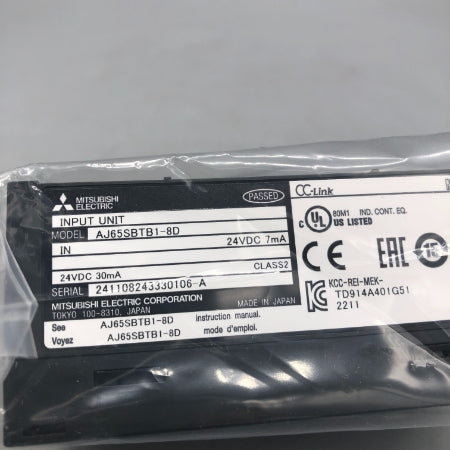 MITSUBISHI
ELECTRIC
PASSED
INPUT UNIT
MODEL AJ65SBTB1-8D
IN 24VDC 7mA
24VDC 30mA CLASS2
SERIAL 241108243330106-A
MITSUBISHI ELECTRIC CORPORATION MADE IN JAPAN
TOKYO 100-8310, JAPAN
See AJ65SBTB1-8D instruction manual.
Voyez AJ65SBTB1-8D mode d'emploi.
CC-Link
c UL US LISTED
80M1 IND. CONT. EQ.
CE EAC 15
KCC-REI-MEK-
TD914A401G51
2211